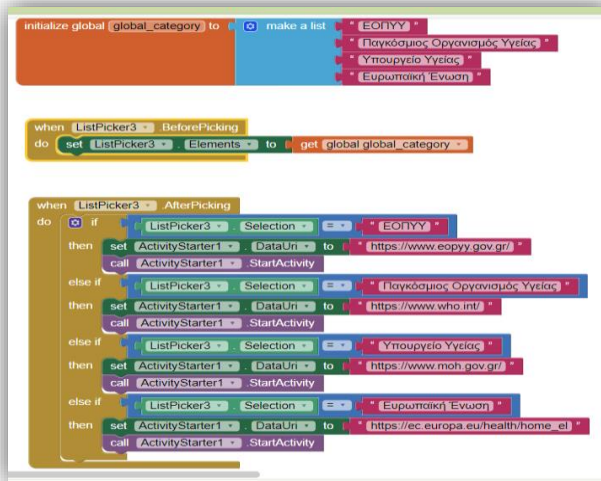 initialize global global_category to make a list " ΕΟΠΥΥ "
" Παγκόσμιος Οργανισμός Υγείας "
" Υπουργείο Υγείας "
" Ευρωπαϊκή Ένωση "
when ListPicker3 .BeforePicking
do set ListPicker3 . Elements to get global global_category
when ListPicker3 .AfterPicking
do if ListPicker3 . Selection = " ΕΟΠΥΥ "
then set ActivityStarter1 . DataUri to " https://www.eopyy.gov.gr/ "
call ActivityStarter1 .StartActivity
else if ListPicker3 . Selection = " Παγκόσμιος Οργανισμός Υγείας "
then set ActivityStarter1 . DataUri to " https://www.who.int/ "
call ActivityStarter1 .StartActivity
else if ListPicker3 . Selection = " Υπουργείο Υγείας "
then set ActivityStarter1 . DataUri to " https://www.moh.gov.gr/ "
call ActivityStarter1 .StartActivity
else if ListPicker3 . Selection = " Ευρωπαϊκή Ένωση "
then set ActivityStarter1 . DataUri to " https://ec.europa.eu/health/home_el "
call ActivityStarter1 .StartActivity